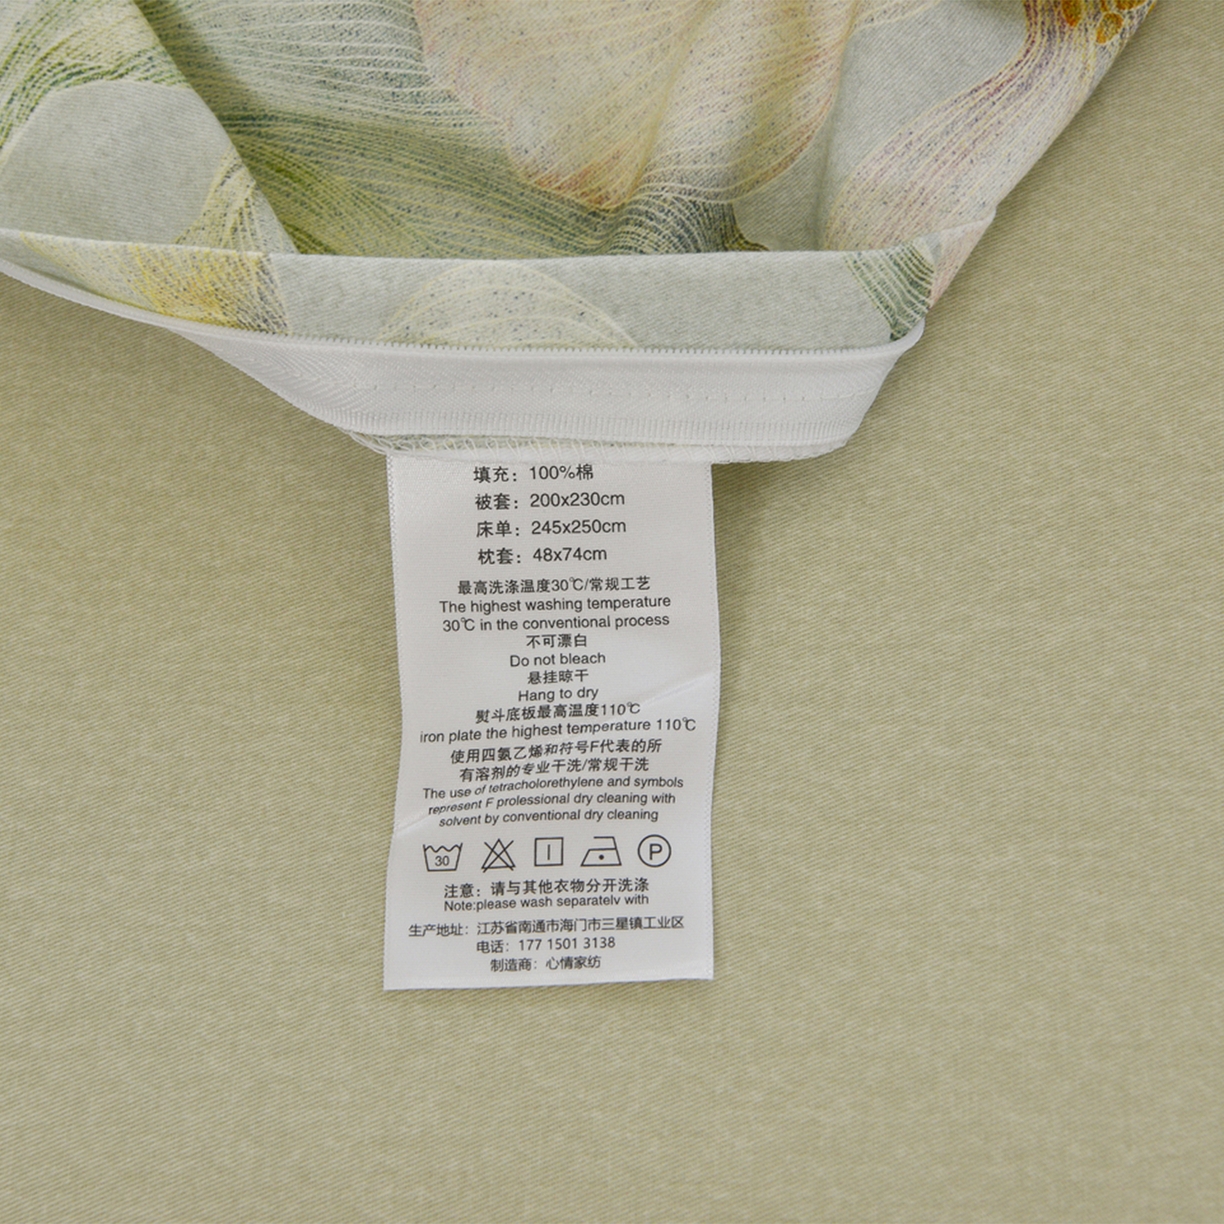 填充：100%棉
被套：200x230cm
床单：245x250cm
枕套：48x74cm
最高洗涤温度30℃/常规工艺
The highest washing temperature
30℃ in the conventional process
不可漂白
Do not bleach
悬挂晾干
Hang to dry
熨斗底板最高温度110℃
iron plate the highest temperature 110℃
使用四氯乙烯和符号F代表的所
有溶剂的专业干洗/常规干洗
The use of tetracholorethylene and symbols
represent F prolessional dry cleaning with
solvent by conventional dry cleaning
30 P
注意：请与其他衣物分开洗涤
Note:please wash separately with
生产地址：江苏省南通市海门市三星镇工业区
电话：177 1501 3138
制造商：心情家纺